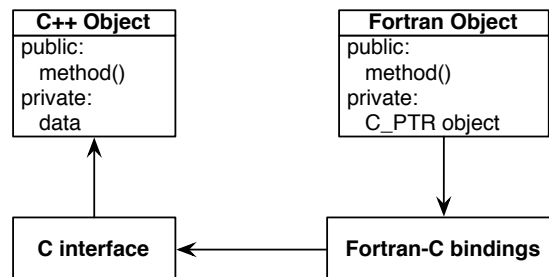 C++ Object
public:
method()
private:
data
Fortran Object
public:
method()
private:
C_PTR object
C interface
Fortran-C bindings